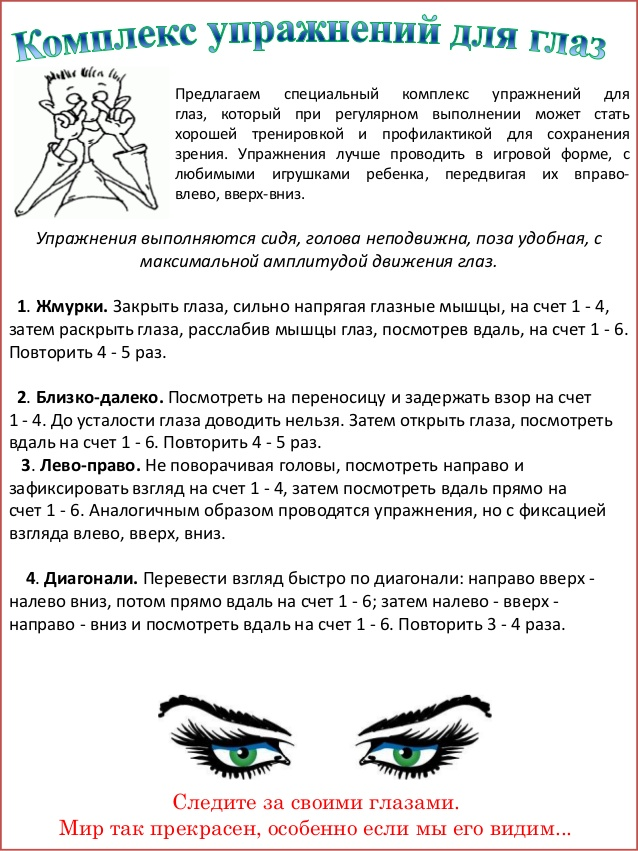 Комплекс упражнений для глаз
Предлагаем специальный комплекс упражнений для
глаз, который при регулярном выполнении может стать
хорошей тренировкой и профилактикой для сохранения
зрения. Упражнения лучше проводить в игровой форме, с
любимыми игрушками ребенка, передвигая их вправо-
влево, вверх-вниз.
Упражнения выполняются сидя, голова неподвижна, поза удобная, с
максимальной амплитудой движения глаз.
1. Жмурки. Закрыть глаза, сильно напрягая глазные мышцы, на счет 1 - 4,
затем раскрыть глаза, расслабив мышцы глаз, посмотрев вдаль, на счет 1 - 6.
Повторить 4 - 5 раз.
2. Близко-далеко. Посмотреть на переносицу и задержать взор на счет
1 - 4. До усталости глаза доводить нельзя. Затем открыть глаза, посмотреть
вдаль на счет 1 - 6. Повторить 4 - 5 раз.
3. Лево-право. Не поворачивая головы, посмотреть направо и
зафиксировать взгляд на счет 1 - 4, затем посмотреть вдаль прямо на
счет 1 - 6. Аналогичным образом проводятся упражнения, но с фиксацией
взгляда влево, вверх, вниз.
4. Диагонали. Перевести взгляд быстро по диагонали: направо вверх -
налево вниз, потом прямо вдаль на счет 1 - 6; затем налево - вверх -
направо - вниз и посмотреть вдаль на счет 1 - 6. Повторить 3 - 4 раза.
Следите за своими глазами.
Мир так прекрасен, особенно если мы его видим...